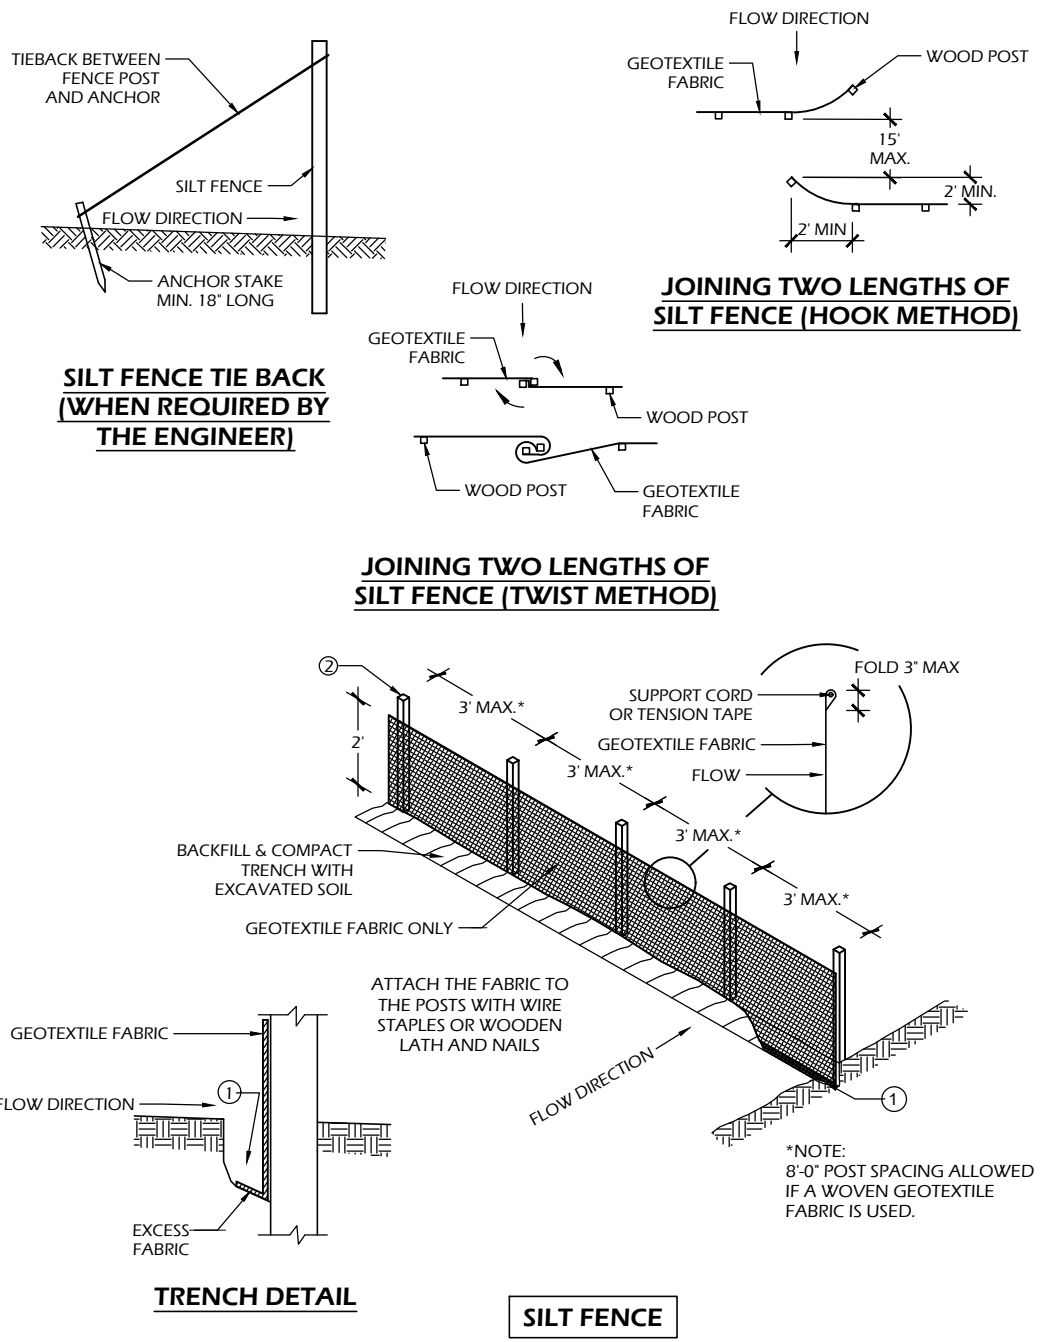 TIEBACK BETWEEN
FENCE POST
AND ANCHOR
SILT FENCE
FLOW DIRECTION
ANCHOR STAKE
MIN. 18" LONG
SILT FENCE TIE BACK
(WHEN REQUIRED BY
THE ENGINEER)
FLOW DIRECTION
GEOTEXTILE
FABRIC
WOOD POST
15'
MAX.
2' MIN.
2' MIN
JOINING TWO LENGTHS OF
SILT FENCE (HOOK METHOD)
FLOW DIRECTION
GEOTEXTILE
FABRIC
WOOD POST
WOOD POST
GEOTEXTILE
FABRIC
JOINING TWO LENGTHS OF
SILT FENCE (TWIST METHOD)
2
2'
3' MAX.*
3' MAX.*
3' MAX.*
3' MAX.*
FOLD 3" MAX
SUPPORT CORD
OR TENSION TAPE
GEOTEXTILE FABRIC
FLOW
BACKFILL & COMPACT
TRENCH WITH
EXCAVATED SOIL
GEOTEXTILE FABRIC ONLY
ATTACH THE FABRIC TO
THE POSTS WITH WIRE
STAPLES OR WOODEN
LATH AND NAILS
FLOW DIRECTION
1
*NOTE:
8'-0" POST SPACING ALLOWED
IF A WOVEN GEOTEXTILE
FABRIC IS USED.
GEOTEXTILE FABRIC
1
FLOW DIRECTION
EXCESS
FABRIC
TRENCH DETAIL
SILT FENCE